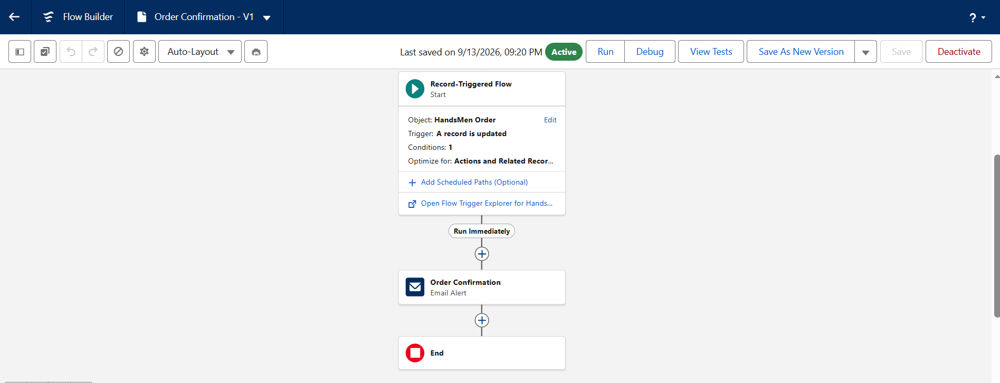 Flow Builder
Order Confirmation - V1
?
Auto-Layout
Last saved on 9/13/2026, 09:20 PM
Active
Run
Debug
View Tests
Save As New Version
Save
Deactivate
Record-Triggered Flow
Start
Object: HandsMen Order
Edit
Trigger: A record is updated
Conditions: 1
Optimize for: Actions and Related Recor...
Add Scheduled Paths (Optional)
Open Flow Trigger Explorer for Hands...
Run Immediately
Order Confirmation
Email Alert
End